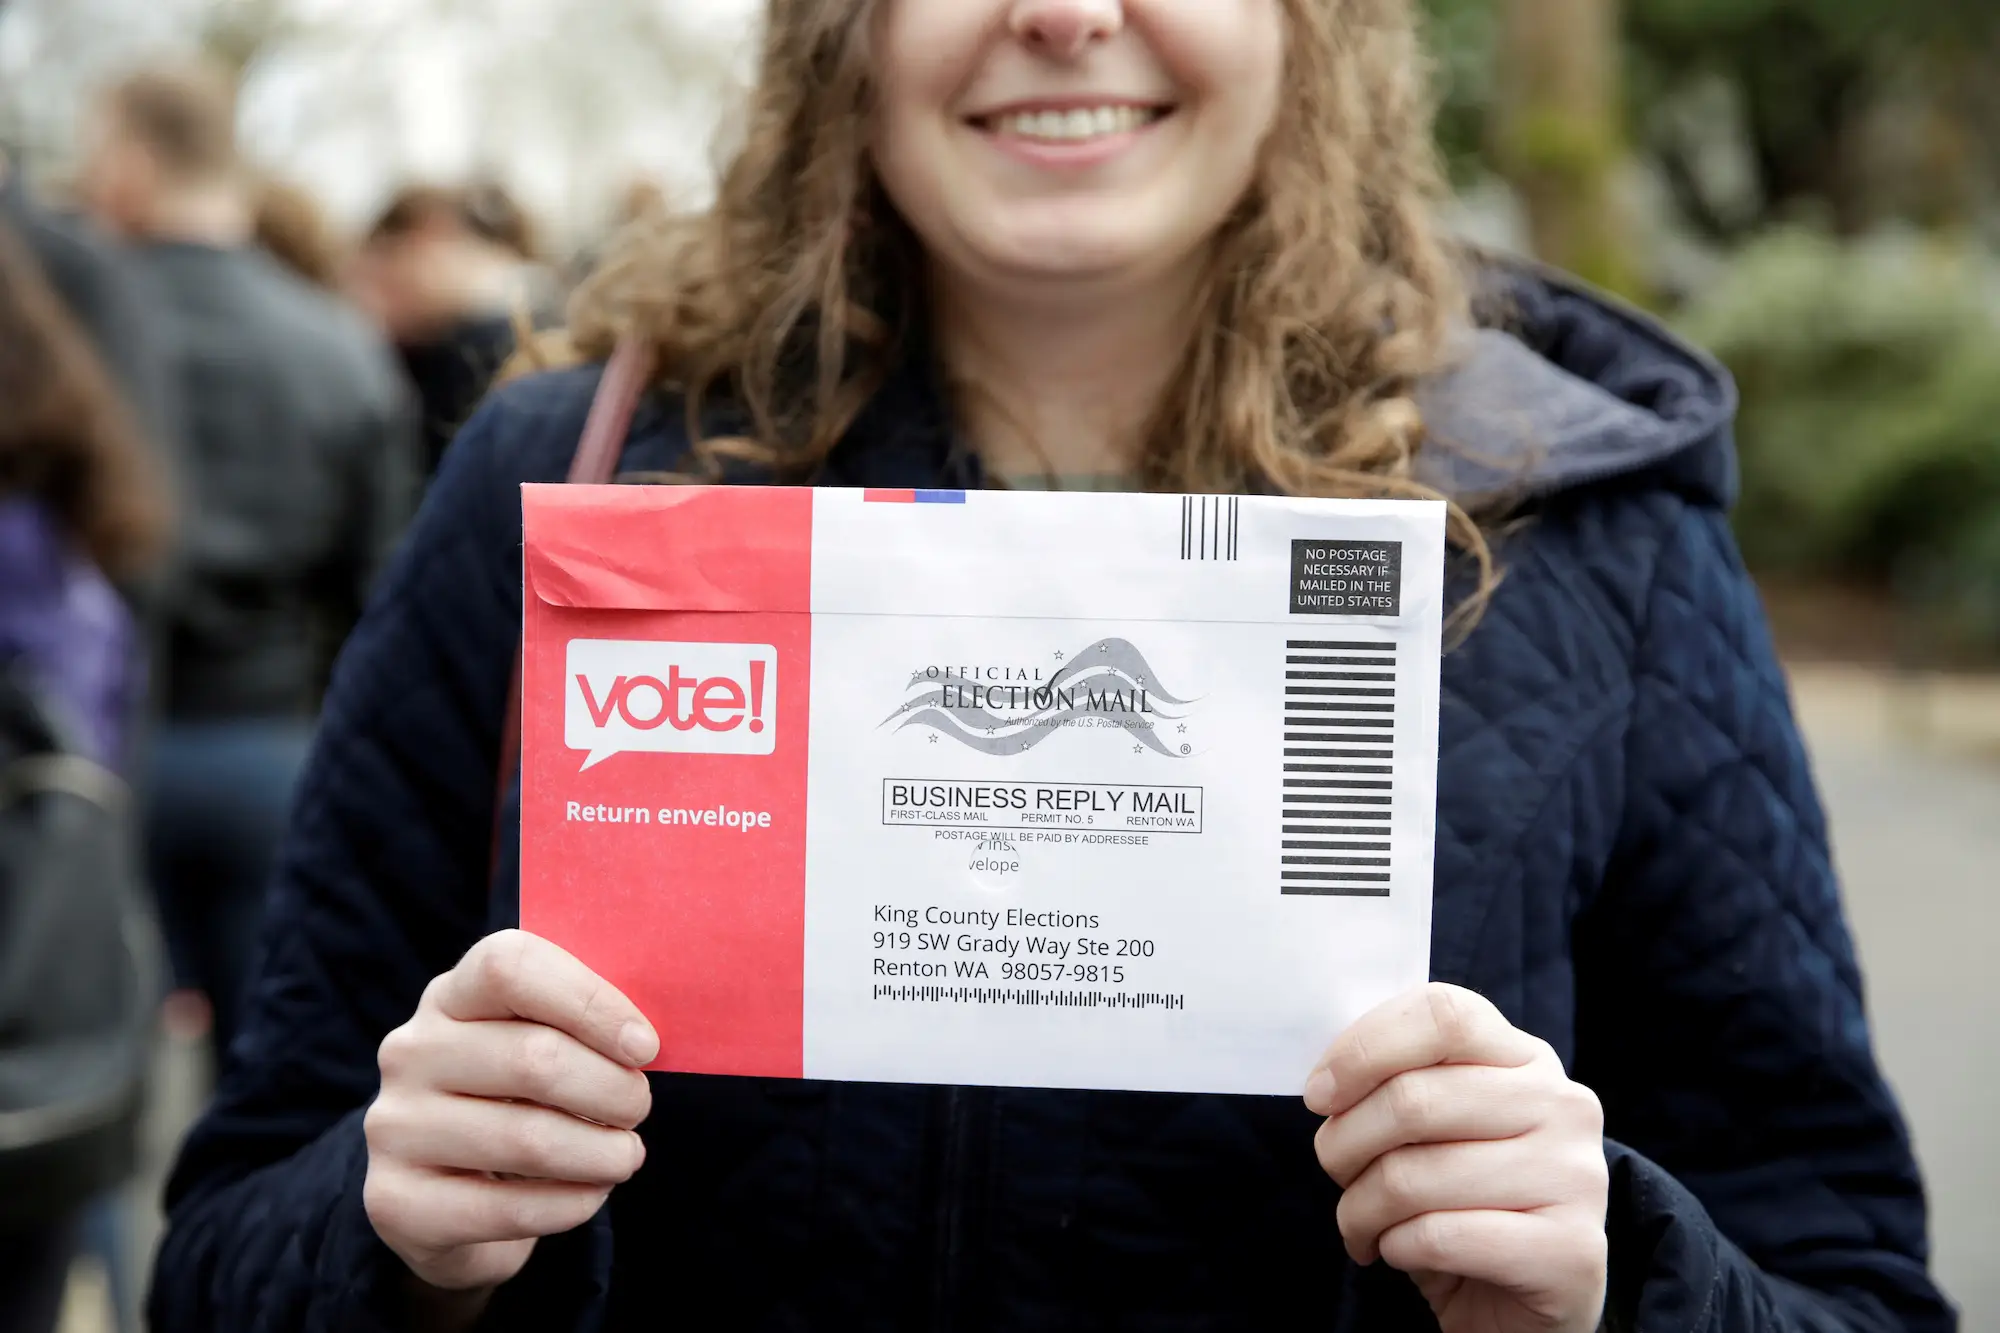 NO POSTAGE
NECESSARY IF
MAILED IN THE
UNITED STATES
vote!
Return envelope
OFFICIAL
ELECTION MAIL
Authorized by the U.S. Postal Service
®
BUSINESS REPLY MAIL
FIRST-CLASS MAIL PERMIT NO. 5 RENTON WA
POSTAGE WILL BE PAID BY ADDRESSEE
velope
King County Elections
919 SW Grady Way Ste 200
Renton WA 98057-9815